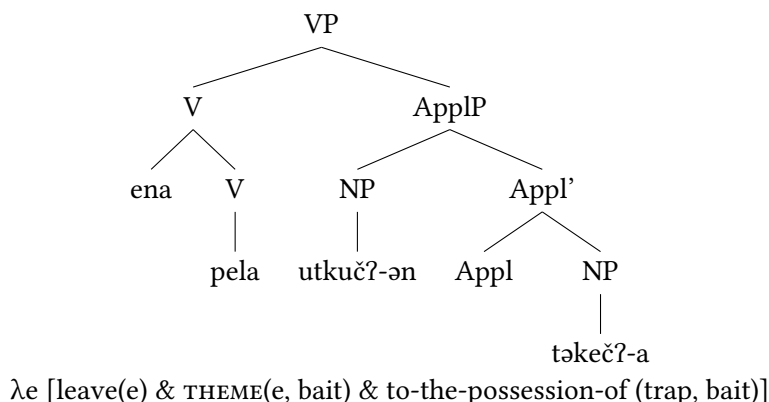 VP
V ApplP
ena V NP Appl’
pela utkučʔ-ən Appl NP
təkečʔ-a
λe [leave(e) & THEME(e, bait) & to-the-possession-of (trap, bait)]